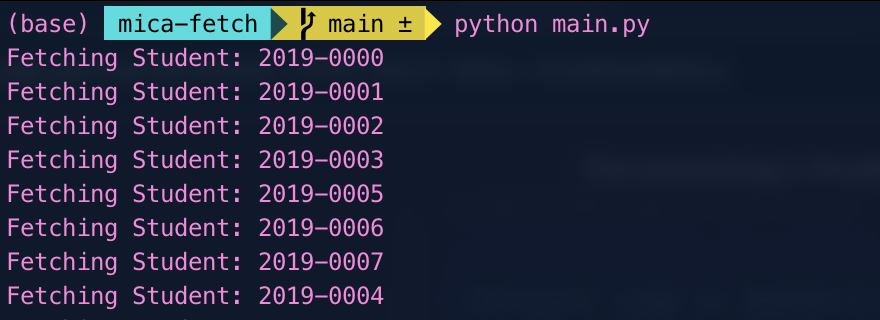 (base) mica-fetch main ± python main.py
Fetching Student: 2019-0000
Fetching Student: 2019-0001
Fetching Student: 2019-0002
Fetching Student: 2019-0003
Fetching Student: 2019-0005
Fetching Student: 2019-0006
Fetching Student: 2019-0007
Fetching Student: 2019-0004